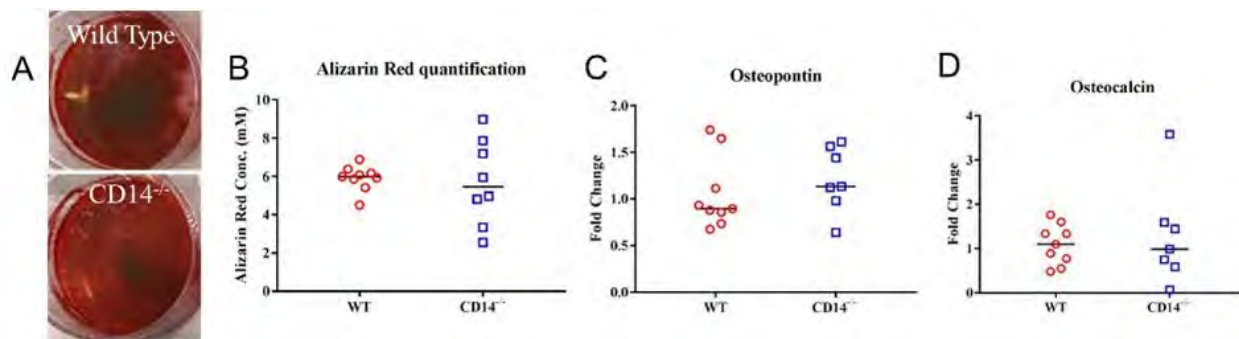 A
Wild Type
CD14-/-
B
Alizarin Red quantification
Alizarin Red Conc. (mM)
10
8
6
4
2
0
WT
CD14-/-
C
Osteopontin
Fold Change
2.0
1.5
1.0
0.5
0.0
WT
CD14-/-
D
Osteocalcin
Fold Change
4
3
2
1
0
WT
CD14-/-